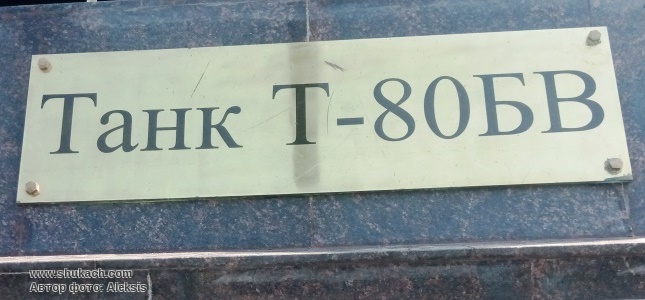 Танк Т-80БВ
www.shukach.com
Автор фото: Aleksis